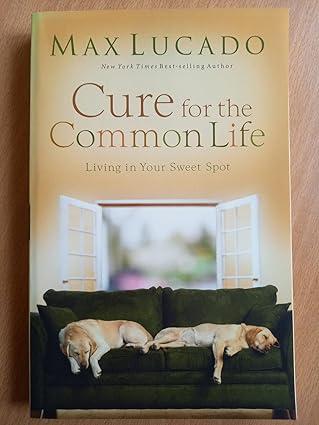 MAX LUCADO
New York Times Best-selling Author
Cure for the
Common Life
Living in Your Sweet Spot